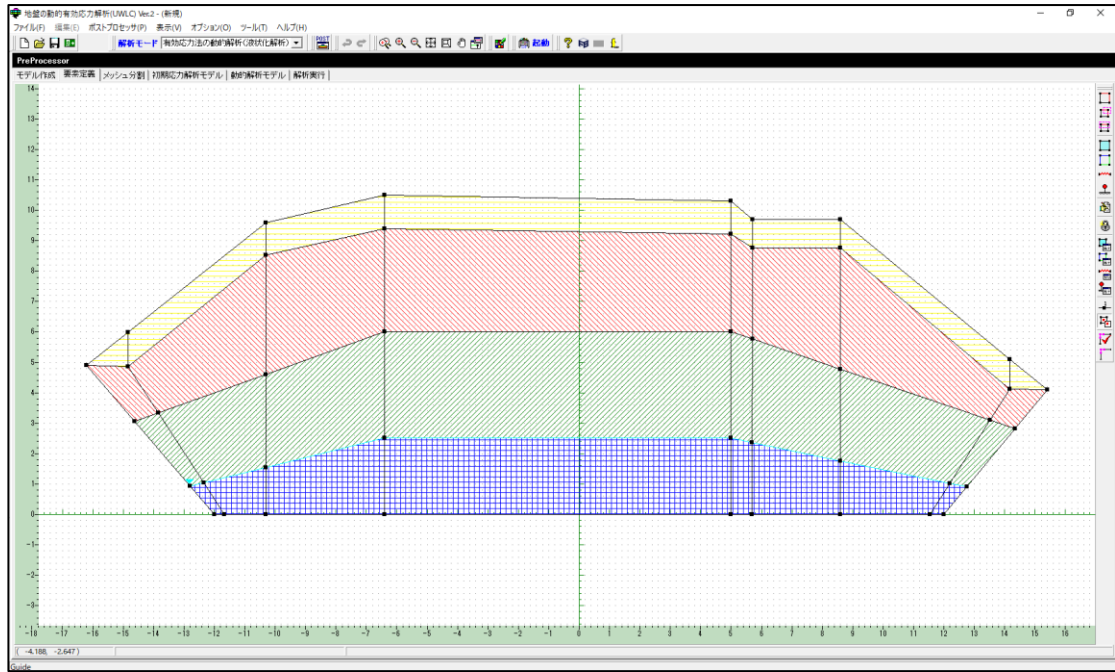 地盤の動的有効応力解析(UWLC) Ver.2 - (新規)
ファイル(F) 編集(E) ポストプロセッサ(P) 表示(V) オプション(O) ツール(T) ヘルプ(H)
解析モード 有効応力法の動的解析(液状化解析) POST 起動
PreProcessor
モデル作成 要素定義 メッシュ分割 初期応力解析モデル 動的解析モデル 解析実行
14
13
12
11
10
9
8
7
6
5
4
3
2
1
0
-1
-2
-3
-18 -17 -16 -15 -14 -13 -12 -11 -10 -9 -8 -7 -6 -5 -4 -3 -2 -1 0 1 2 3 4 5 6 7 8 9 10 11 12 13 14 15 16
( -4.188, -2.647)
Guide